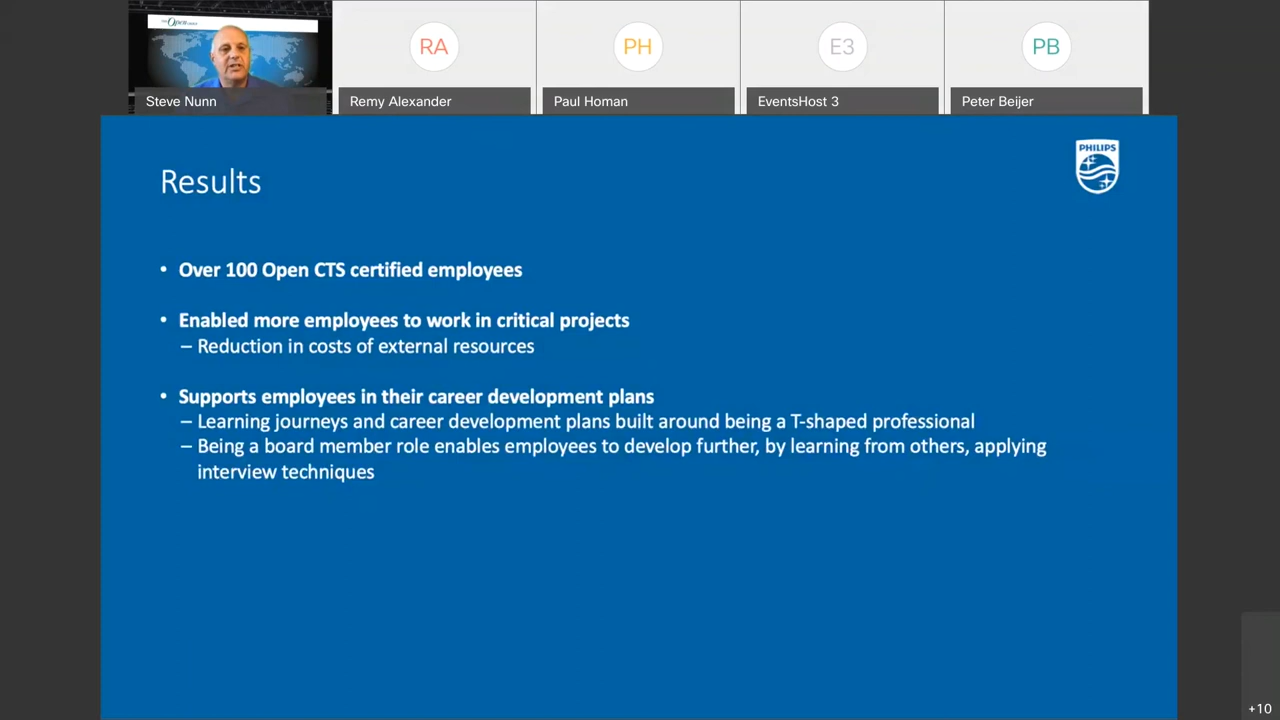 Open
RA
PH
E3
PB
Steve Nunn
Remy Alexander
Paul Homan
EventsHost 3
Peter Beijer
PHILIPS
Results
• Over 100 Open CTS certified employees
• Enabled more employees to work in critical projects
– Reduction in costs of external resources
• Supports employees in their career development plans
– Learning journeys and career development plans built around being a T-shaped professional
– Being a board member role enables employees to develop further, by learning from others, applying
interview techniques
+10